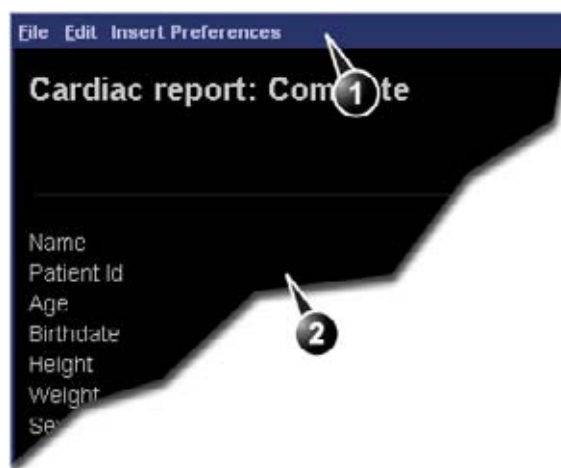 File Edit Insert Preferences
Cardiac report: Com te
1
Name
Patient Id
Age
Birthdate
2
Height
Weight
Se